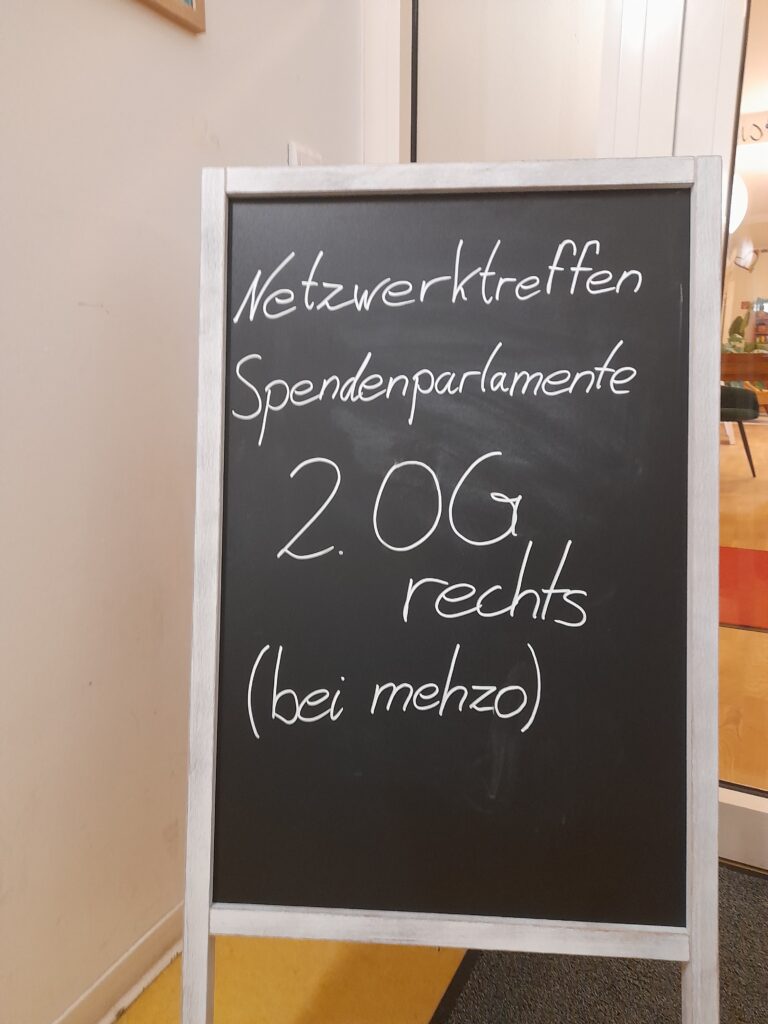 Netzwerktreffen
Spendenparlamente
2. OG
rechts
(bei mehzo)